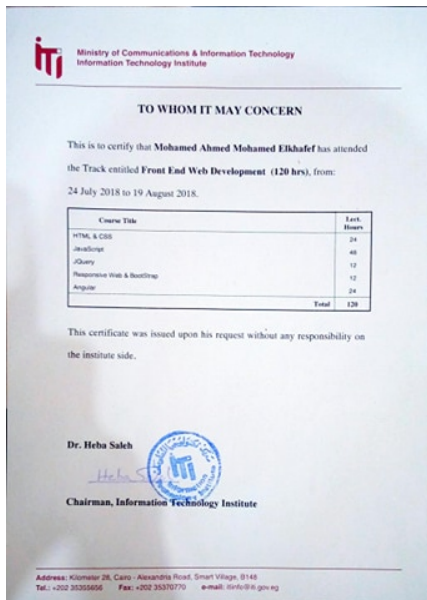 iTi
Ministry of Communications & Information Technology
Information Technology Institute
TO WHOM IT MAY CONCERN
This is to certify that Mohamed Ahmed Mohamed Elkhafef has attended
the Track entitled Front End Web Development (120 hrs), from:
24 July 2018 to 19 August 2018.
Course Title Lect. Hours
HTML & CSS 24
JavaScript 48
JQuery 12
Responsive Web & BootStrap 12
Angular 24
Total 120
This certificate was issued upon his request without any responsibility on
the institute side.
Dr. Heba Saleh
Heba
iTi
Information
Chairman, Information Technology Institute
Address: Kilometer 28, Cairo - Alexandria Road, Smart Village, B148
Tel.: +202 35355656 Fax: +202 35370770 e-mail: itiinfo@iti.gov.eg